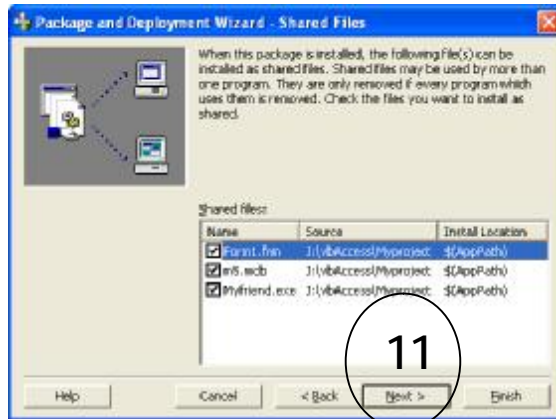 Package and Deployment Wizard - Shared Files
When this package is installed, the following file(s) can be
installed as shared files. Shared files may be used by more than
one program. They are only removed if every program which
uses them is removed. Check the files you want to install as
shared.
Shared files:
Name Source Install Location
Form1.frm J:\vbAccess\Myproject $(AppPath)
J:\vbAccess\Myproject $(AppPath)
Myfriend.exe J:\vbAccess\Myproject $(AppPath)
11
Help Cancel < Back Next > Finish